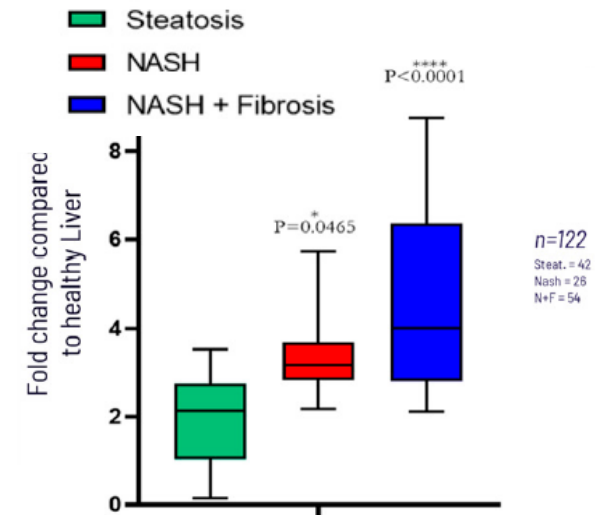 Steatosis
NASH
NASH + Fibrosis
****
P<0.0001
*
P=0.0465
Fold change compared
to healthy Liver
8
6
4
2
0
n=122
Steat. = 42
Nash = 26
N+F = 54